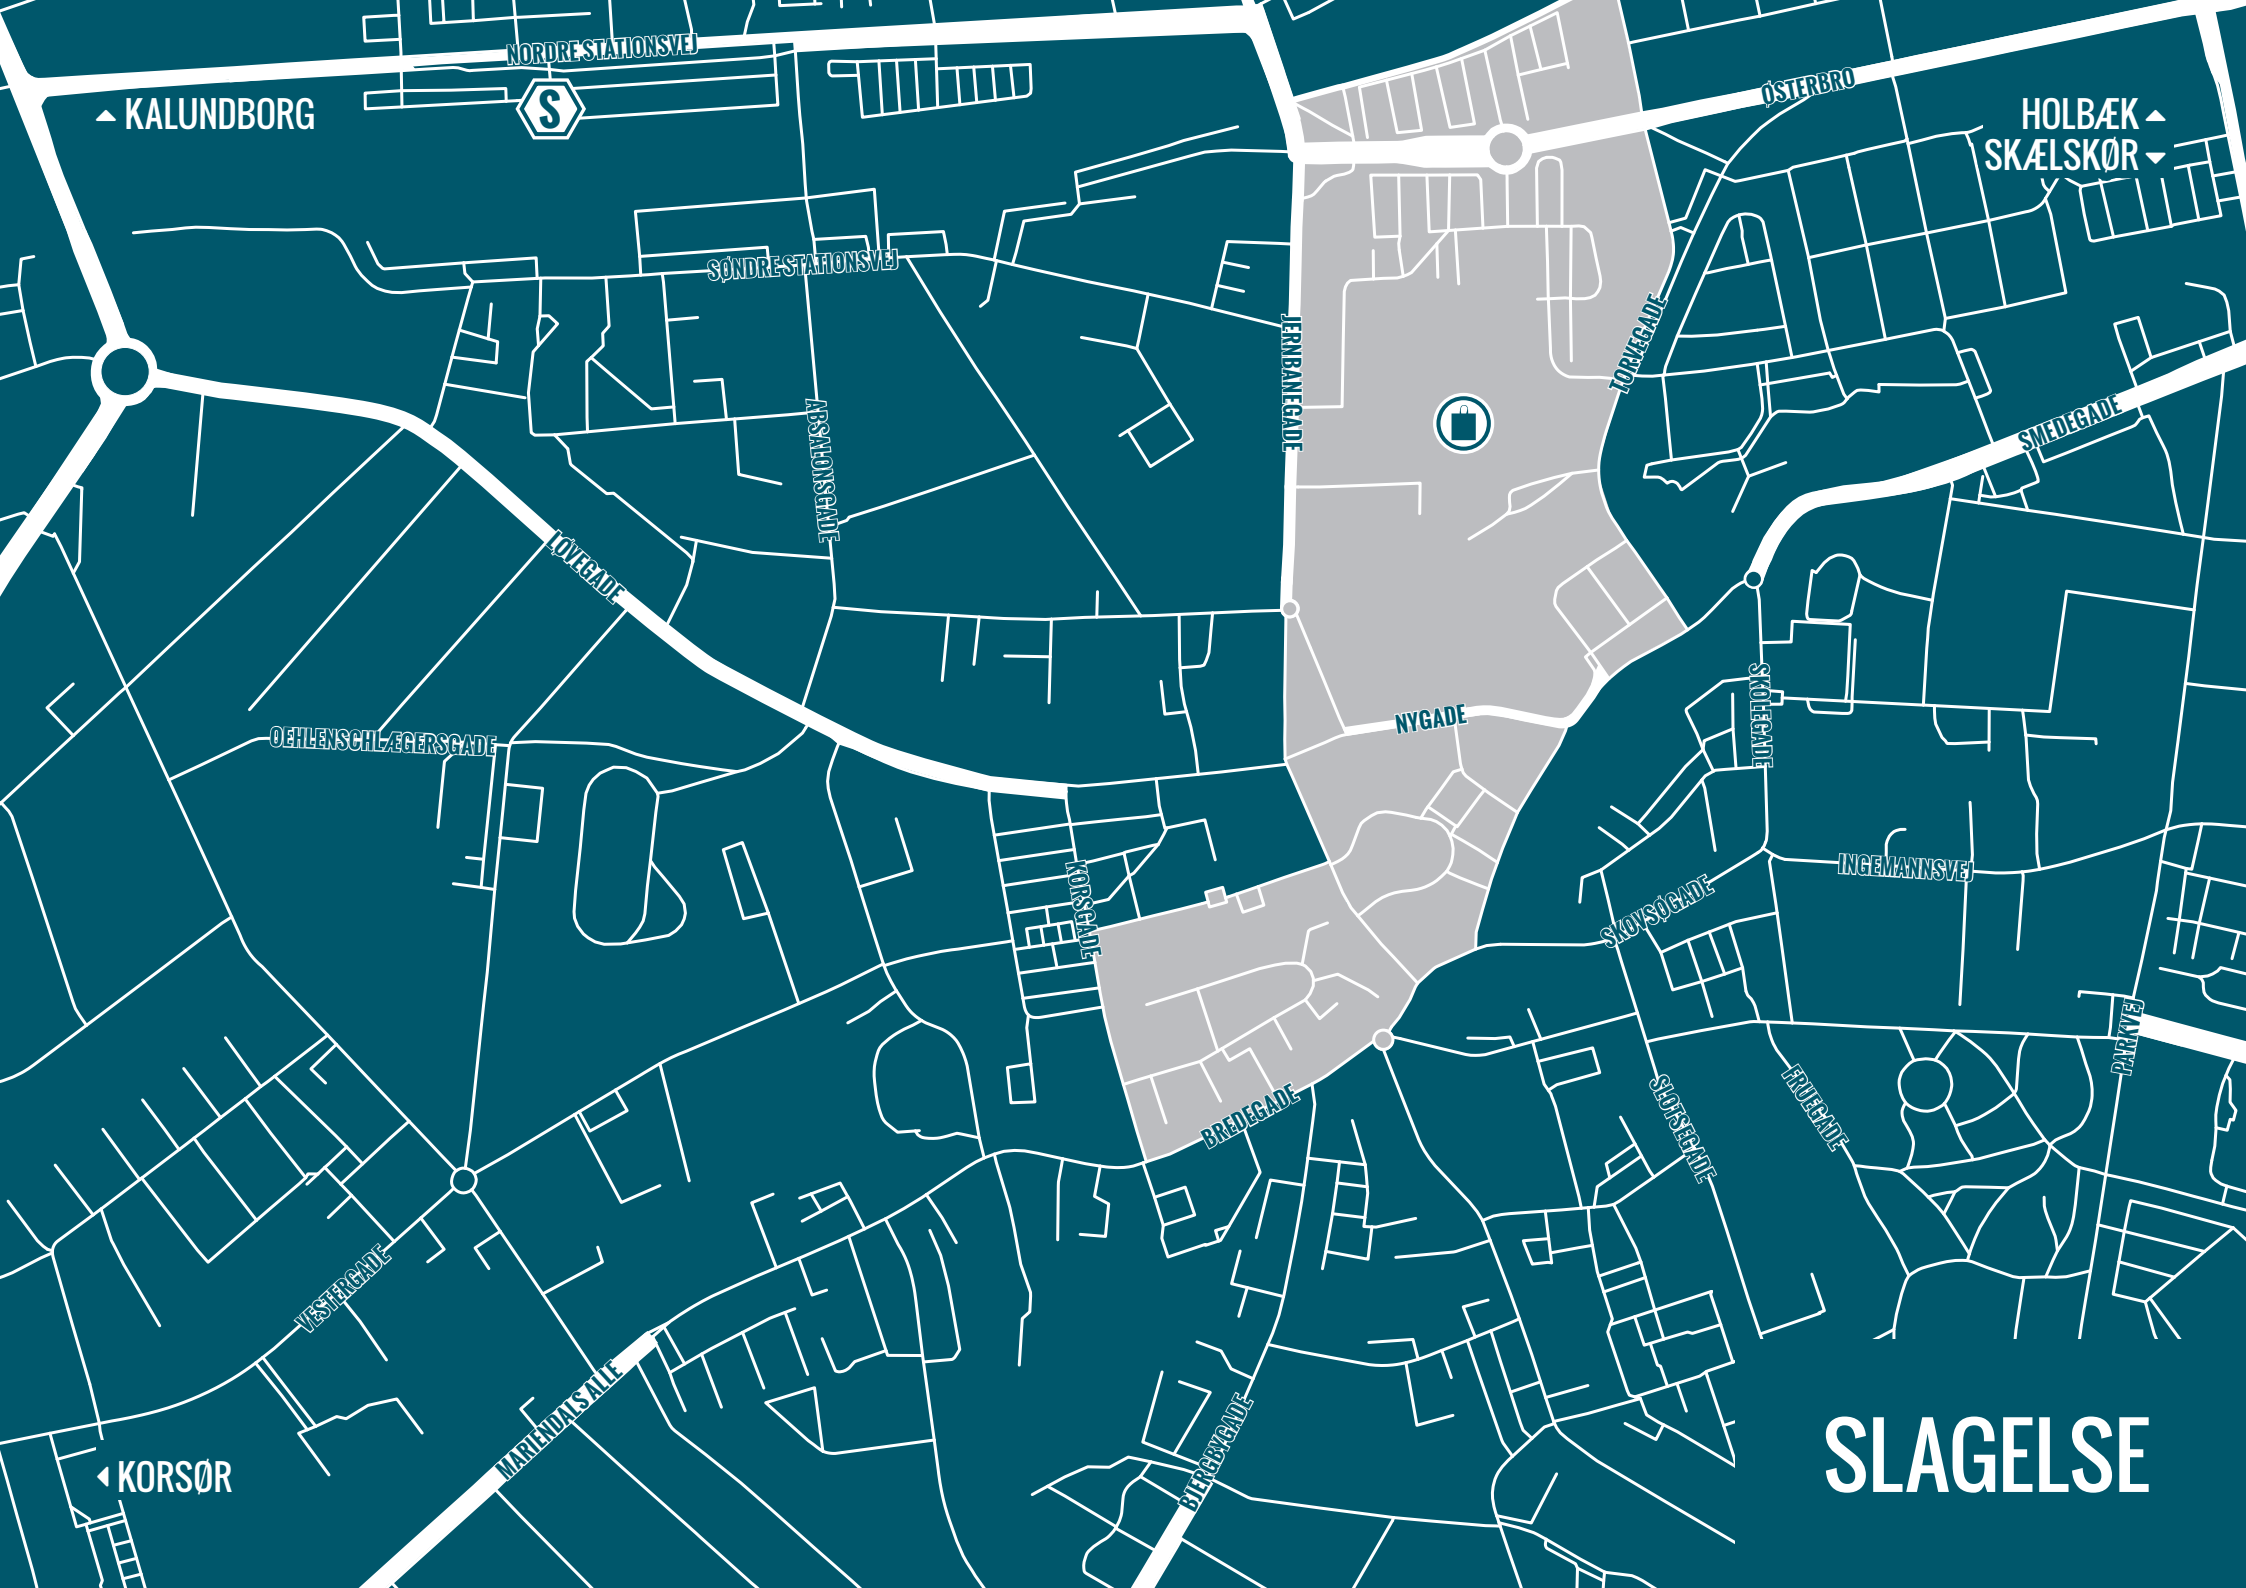 NORDRE STATIONSVEJ
S
KALUNDBORG
ØSTERBRO
HOLBÆK
SKÆLSKØR
SØNDRE STATIONSVEJ
JERNBANEGADE
TORVEGADE
ABSALONSGADE
SMEDEGADE
LØVEGADE
OEHLENSCHLÆGERSGADE
NYGADE
SKOLEGADE
KORSGADE
INGEMANNSVEJ
SKOVSØGADE
PARKVEJ
BREDEGADE
SLOTSEGADE
FRUEGADE
VESTERGADE
MARIENDALS ALLE
BJERGBYGADE
KORSØR
SLAGELSE